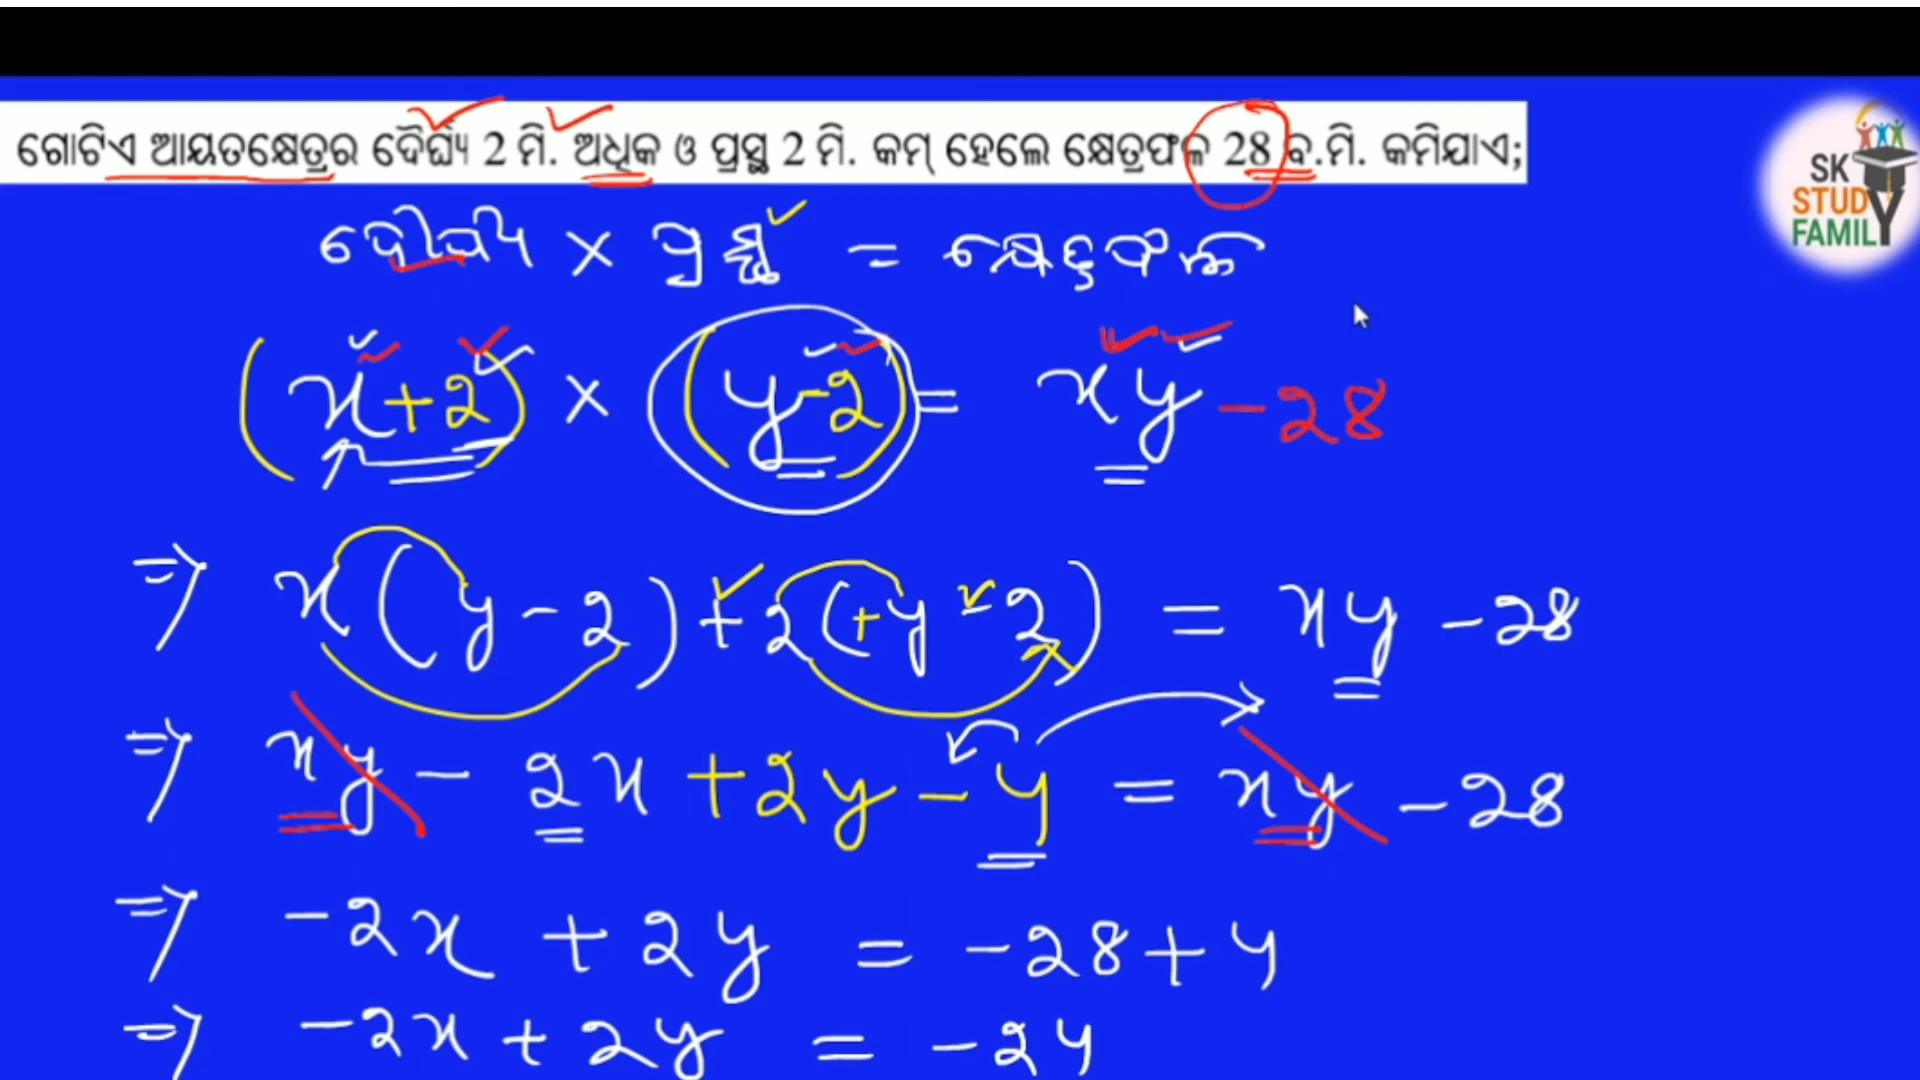 ଗୋଟିଏ ଆୟତକ୍ଷେତ୍ରର ଦୈର୍ଘ୍ୟ 2 ମି. ଅଧିକ ଓ ପ୍ରସ୍ଥ 2 ମି. କମ୍ ହେଲେ କ୍ଷେତ୍ରଫଳ 28 ବ.ମି. କମିଯାଏ;
SK
STUDY
FAMILY
ଦୈର୍ଘ୍ୟ × ପ୍ରସ୍ଥ = କ୍ଷେତ୍ରଫଳ
(x+2) × (y-2) = xy -28
⇒ x(y-2)+2(+y-2) = xy -28
⇒ xy - 2x +2y -4 = xy -28
⇒ -2x +2y = -28+4
⇒ -2x+2y = -24